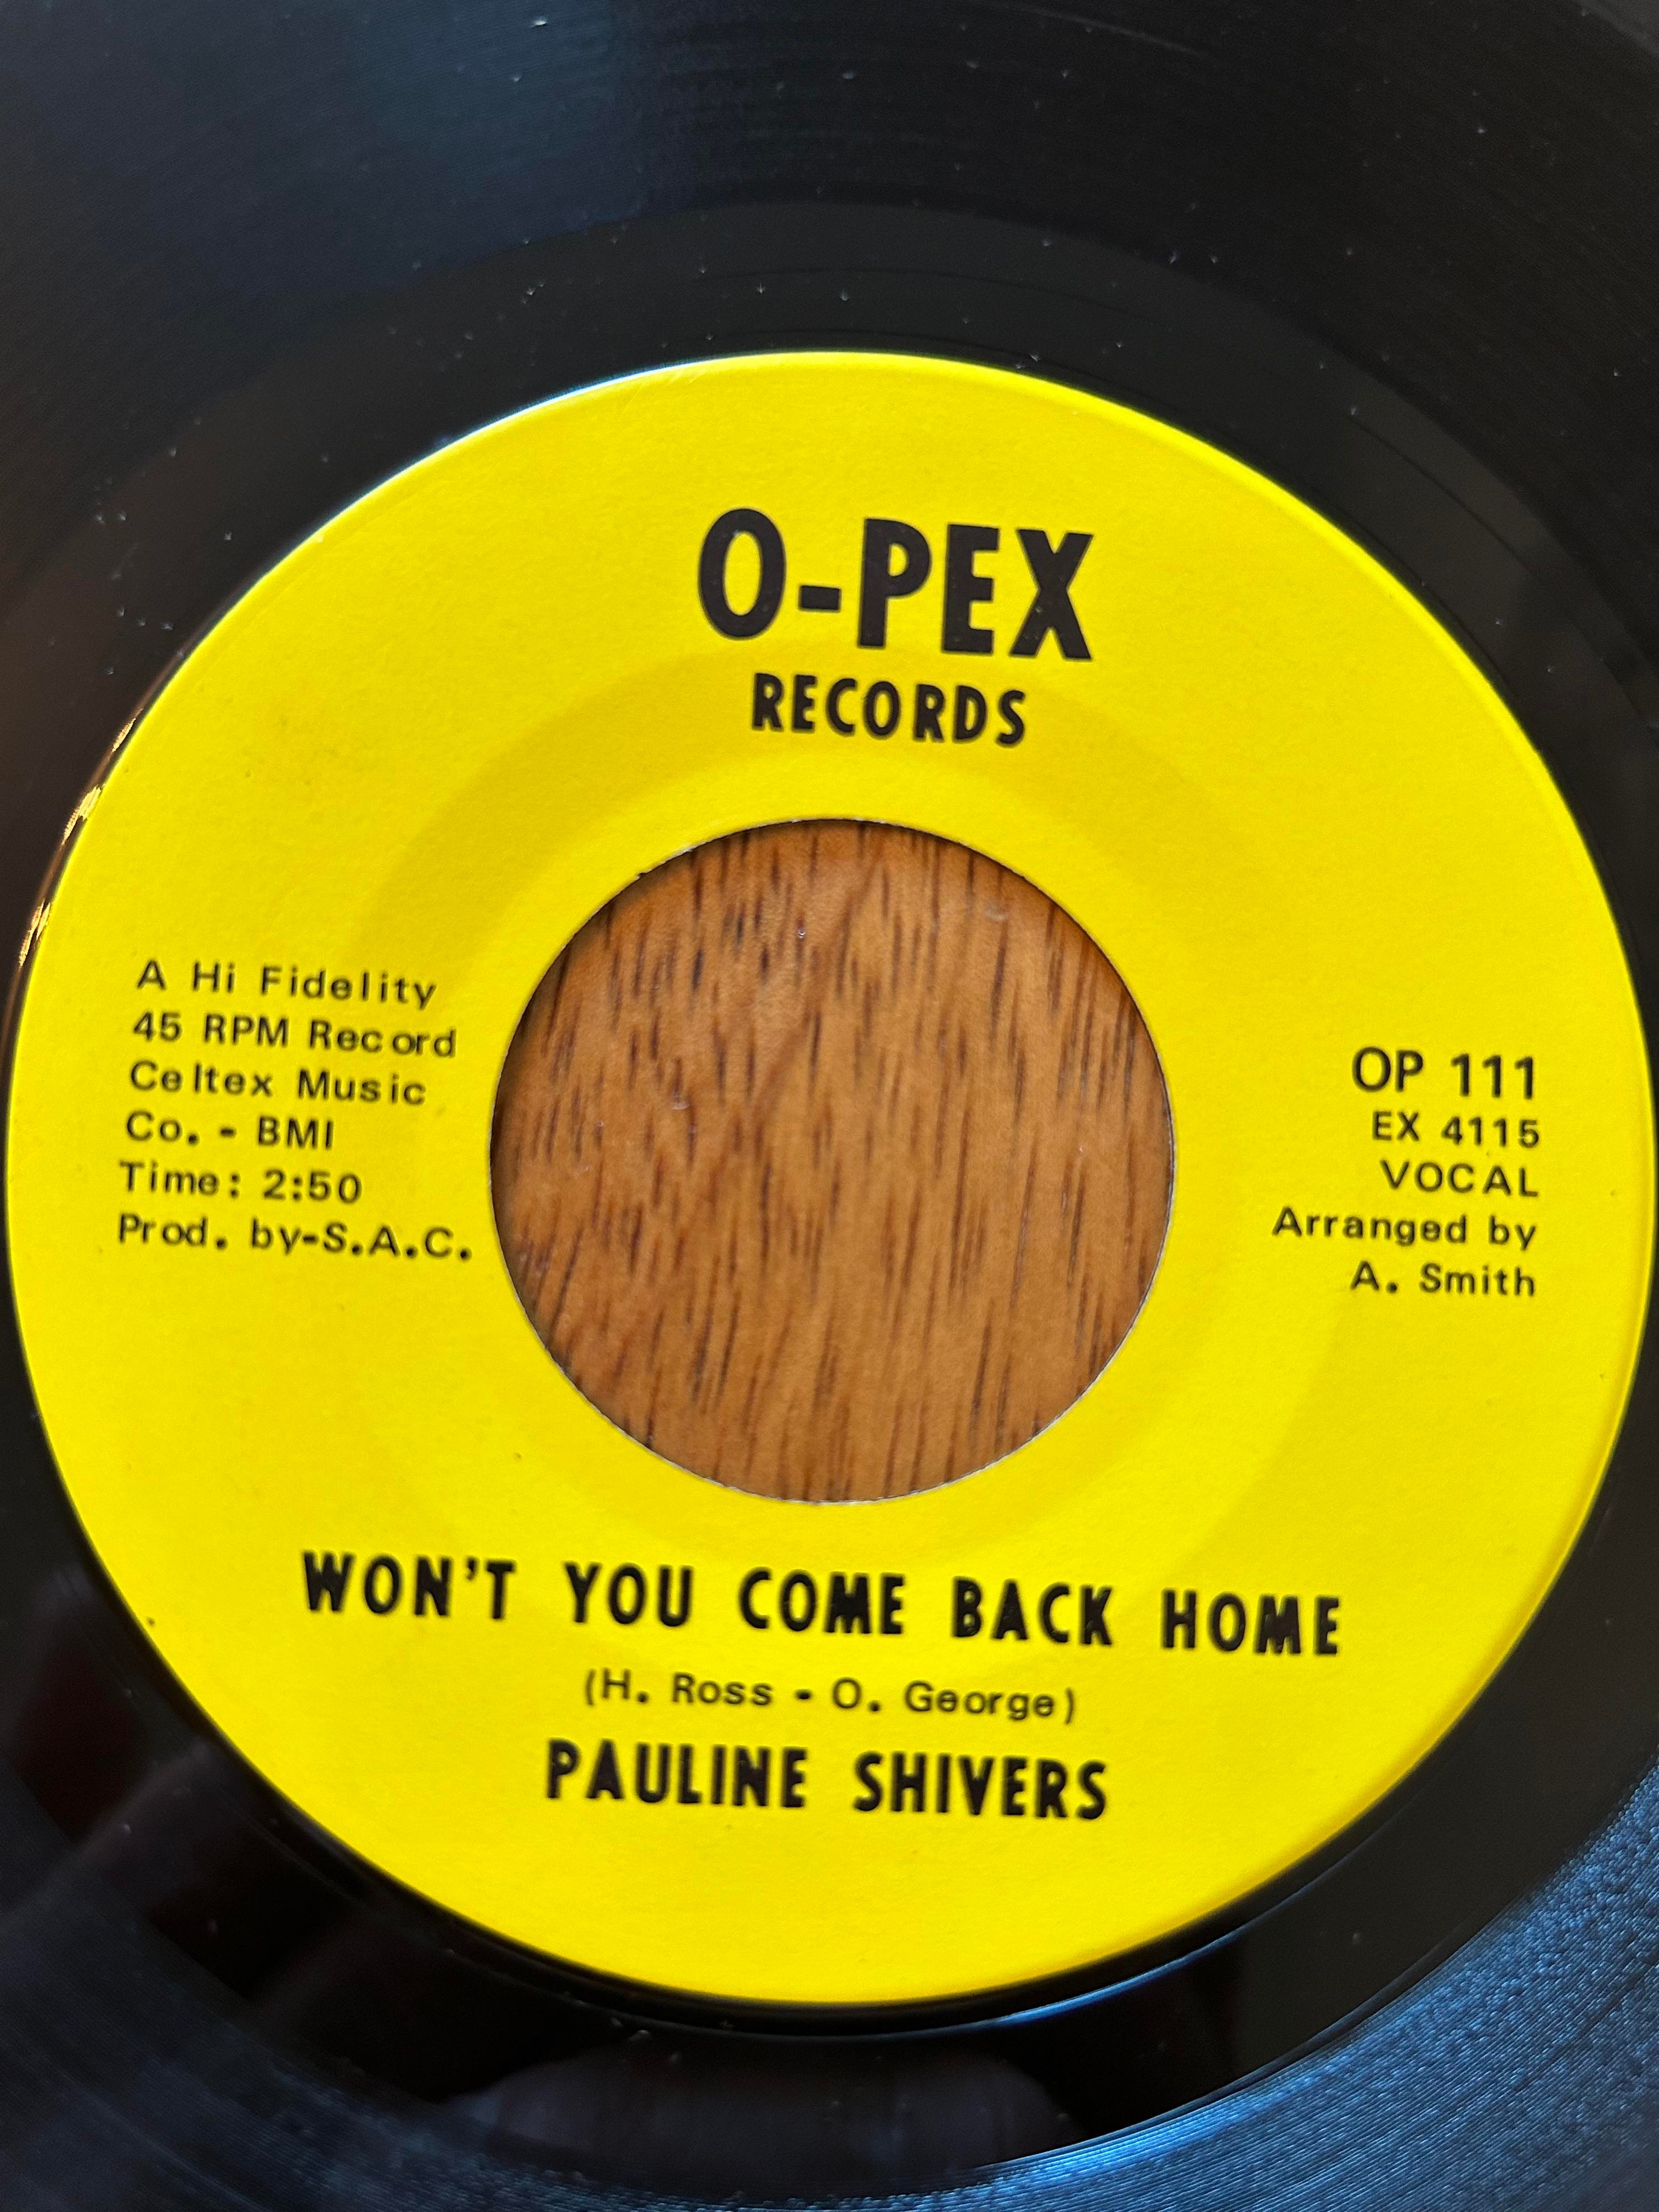 O-PEX
RECORDS
A Hi Fidelity
45 RPM Record
Celtex Music
Co. - BMI
Time: 2:50
Prod. by-S.A.C.
OP 111
EX 4115
VOCAL
Arranged by
A. Smith
WON'T YOU COME BACK HOME
(H. Ross - O. George)
PAULINE SHIVERS